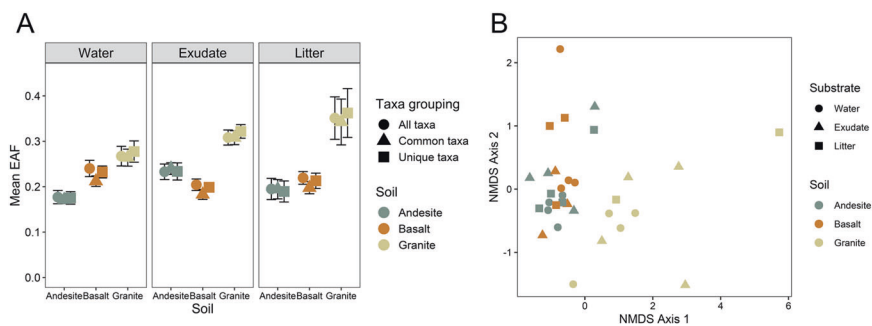 A
Water
Exudate
Litter
Mean EAF
0.4
0.3
0.2
0.1
0.0
Andesite Basalt Granite
Andesite Basalt Granite
Andesite Basalt Granite
Soil
Taxa grouping
All taxa
Common taxa
Unique taxa
Soil
Andesite
Basalt
Granite
B
NMDS Axis 2
2
1
0
-1
0
2
4
6
NMDS Axis 1
Substrate
Water
Exudate
Litter
Soil
Andesite
Basalt
Granite